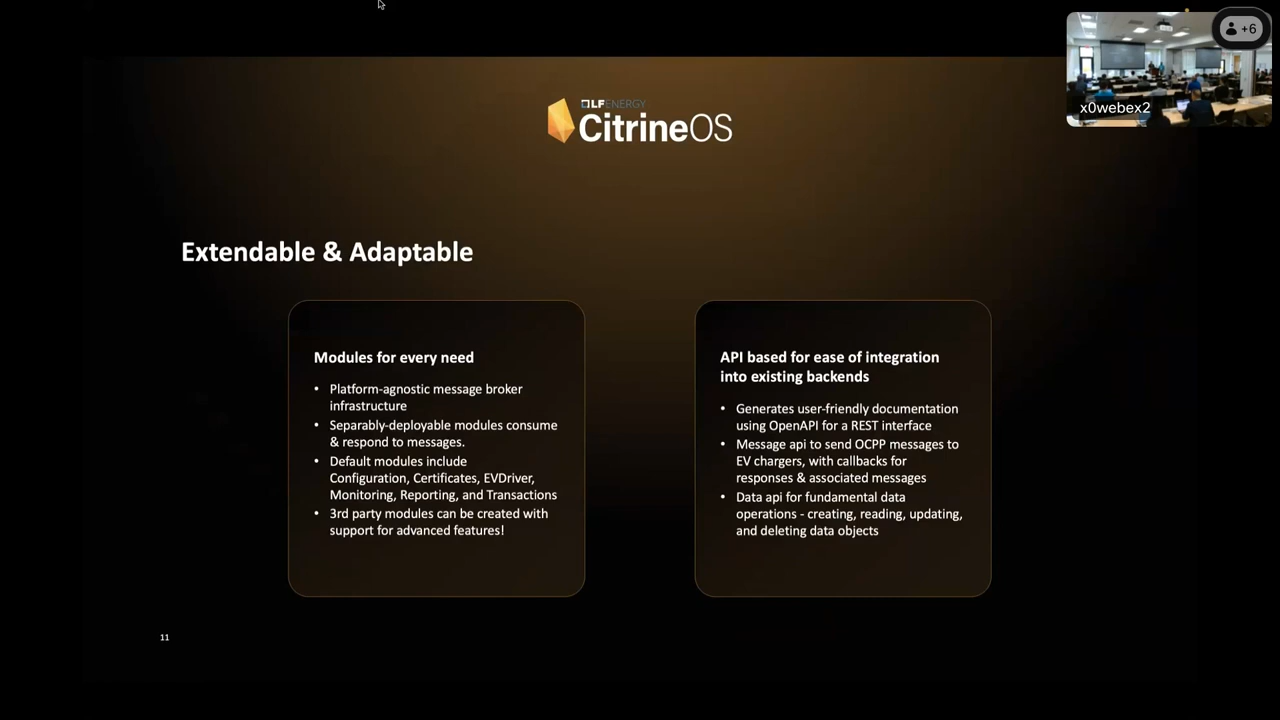 +6
x0webex2
LFENERGY
CitrineOS
Extendable & Adaptable
Modules for every need
• Platform-agnostic message broker
infrastructure
• Separably-deployable modules consume
& respond to messages.
• Default modules include
Configuration, Certificates, EVDriver,
Monitoring, Reporting, and Transactions
• 3rd party modules can be created with
support for advanced features!
API based for ease of integration
into existing backends
• Generates user-friendly documentation
using OpenAPI for a REST interface
• Message api to send OCPP messages to
EV chargers, with callbacks for
responses & associated messages
• Data api for fundamental data
operations - creating, reading, updating,
and deleting data objects
11